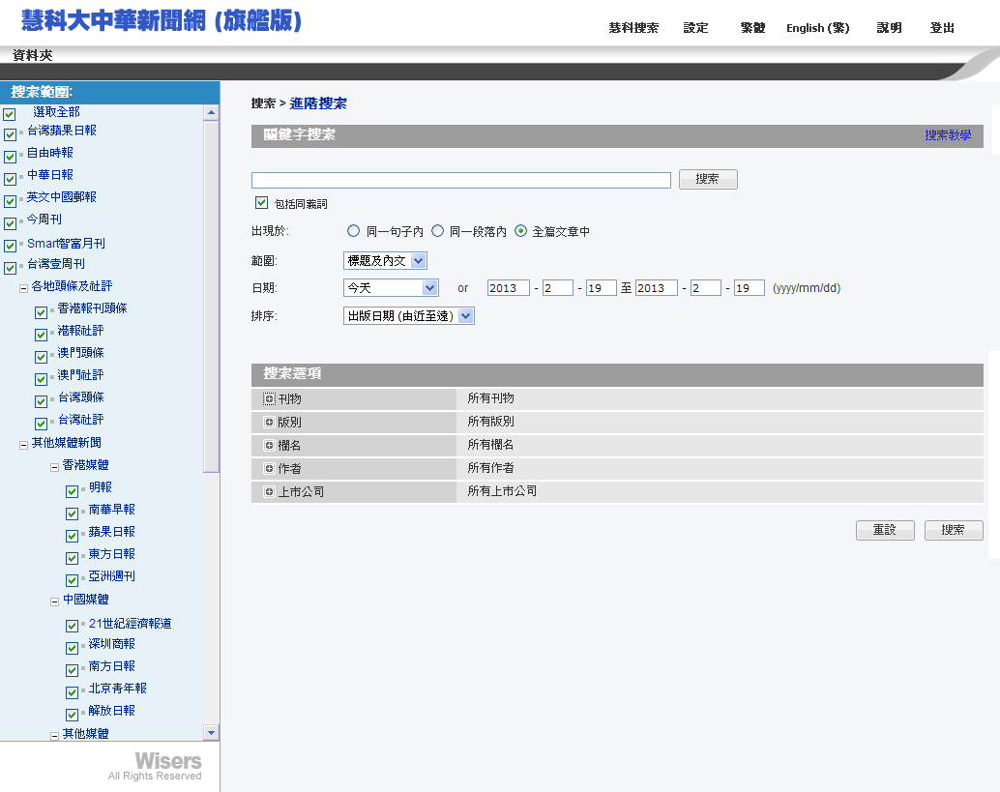 慧科大中華新聞網 (旗艦版)
慧科搜索 設定 繁體 English (繁) 說明 登出
資料夾
搜索範圍:
選取全部
台灣蘋果日報
自由時報
中華日報
英文中國郵報
今周刊
Smart智富月刊
台灣壹周刊
各地頭條及社評
香港報刊頭條
港報社評
澳門頭條
澳門社評
台灣頭條
台灣社評
其他媒體新聞
香港媒體
明報
南華早報
蘋果日報
東方日報
亞洲週刊
中國媒體
21世紀經濟報道
深圳商報
南方日報
北京青年報
解放日報
其他媒體
Wisers
All Rights Reserved
搜索 > 進階搜索
關鍵字搜索 搜索教學
搜索
包括同義詞
出現於: 同一句子內 同一段落內 全篇文章中
範圍: 標題及內文
日期: 今天 or 2013 - 2 - 19 至 2013 - 2 - 19 (yyyy/mm/dd)
排序: 出版日期 (由近至遠)
搜索選項
刊物 所有刊物
版別 所有版別
欄名 所有欄名
作者 所有作者
上市公司 所有上市公司
重設 搜索